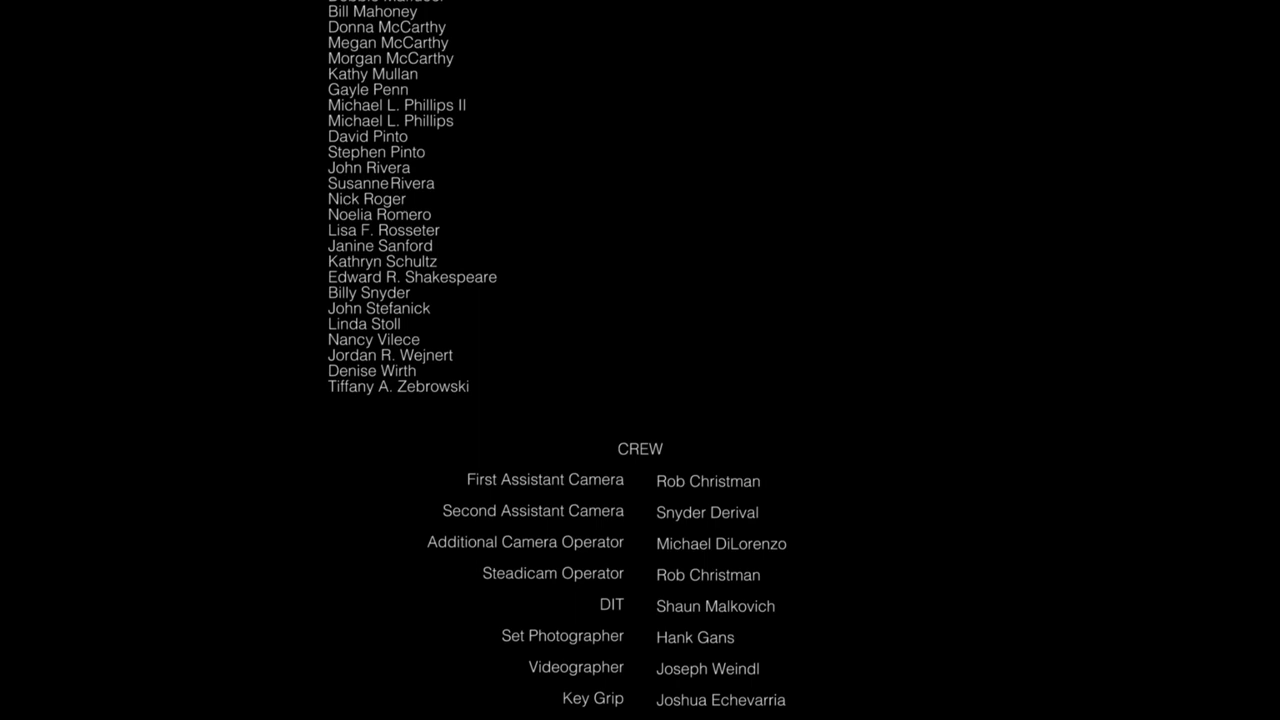 Bill Mahoney
Donna McCarthy
Megan McCarthy
Morgan McCarthy
Kathy Mullan
Gayle Penn
Michael L. Phillips II
Michael L. Phillips
David Pinto
Stephen Pinto
John Rivera
Susanne Rivera
Nick Roger
Noelia Romero
Lisa F. Rosseter
Janine Sanford
Kathryn Schultz
Edward R. Shakespeare
Billy Snyder
John Stefanick
Linda Stoll
Nancy Vilece
Jordan R. Wejnert
Denise Wirth
Tiffany A. Zebrowski
CREW
First Assistant Camera Rob Christman
Second Assistant Camera Snyder Derival
Additional Camera Operator Michael DiLorenzo
Steadicam Operator Rob Christman
DIT Shaun Malkovich
Set Photographer Hank Gans
Videographer Joseph Weindl
Key Grip Joshua Echevarria